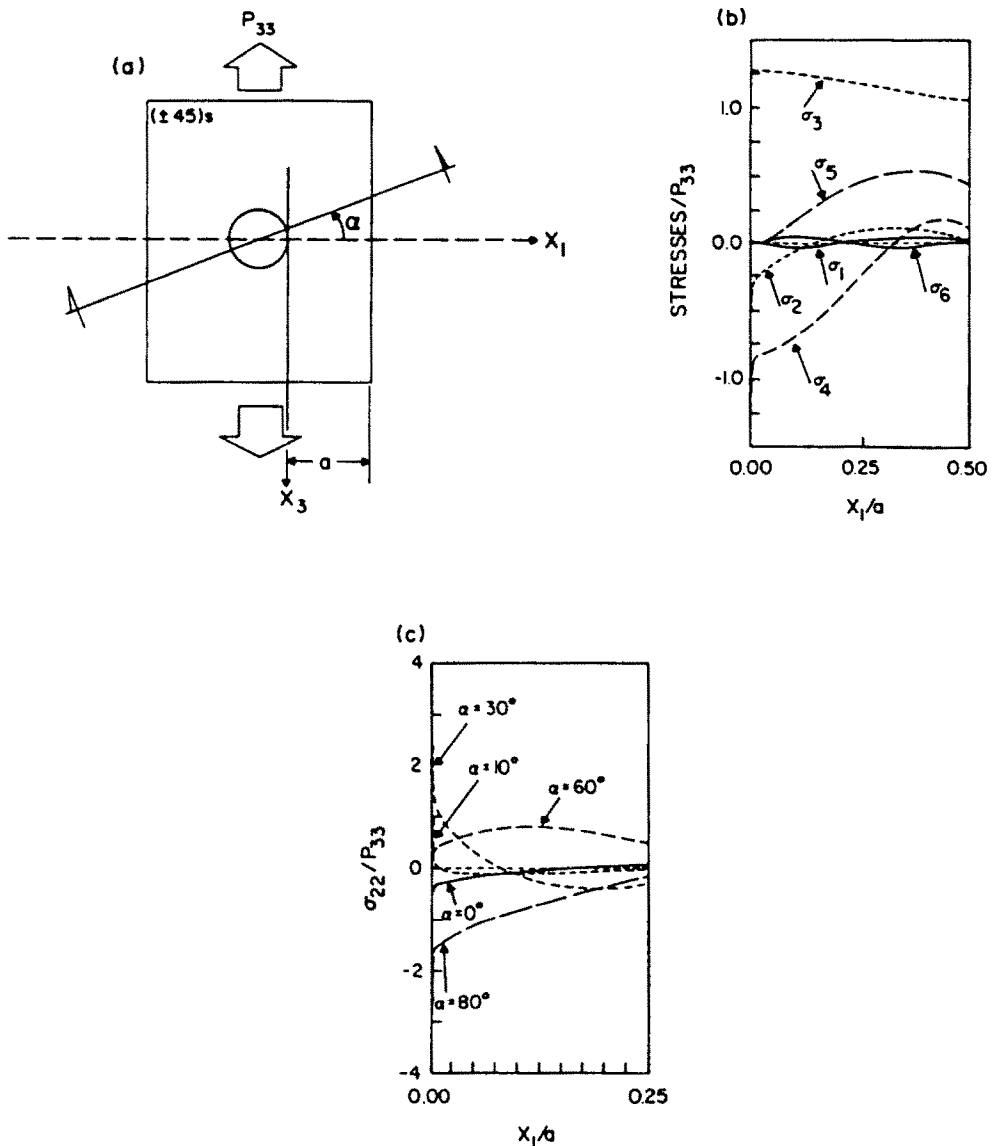 P33
(a)
(±45)s
α
X1
a
X3
(b)
STRESSES/P33
1.0
0.0
-1.0
σ3
σ5
σ1
σ2
σ6
σ4
0.00 0.25 0.50
X1/a
(c)
σ22/P33
4
2
0
-2
-4
α=30°
α=10°
α=60°
α=0°
α=80°
0.00 0.25
X1/a